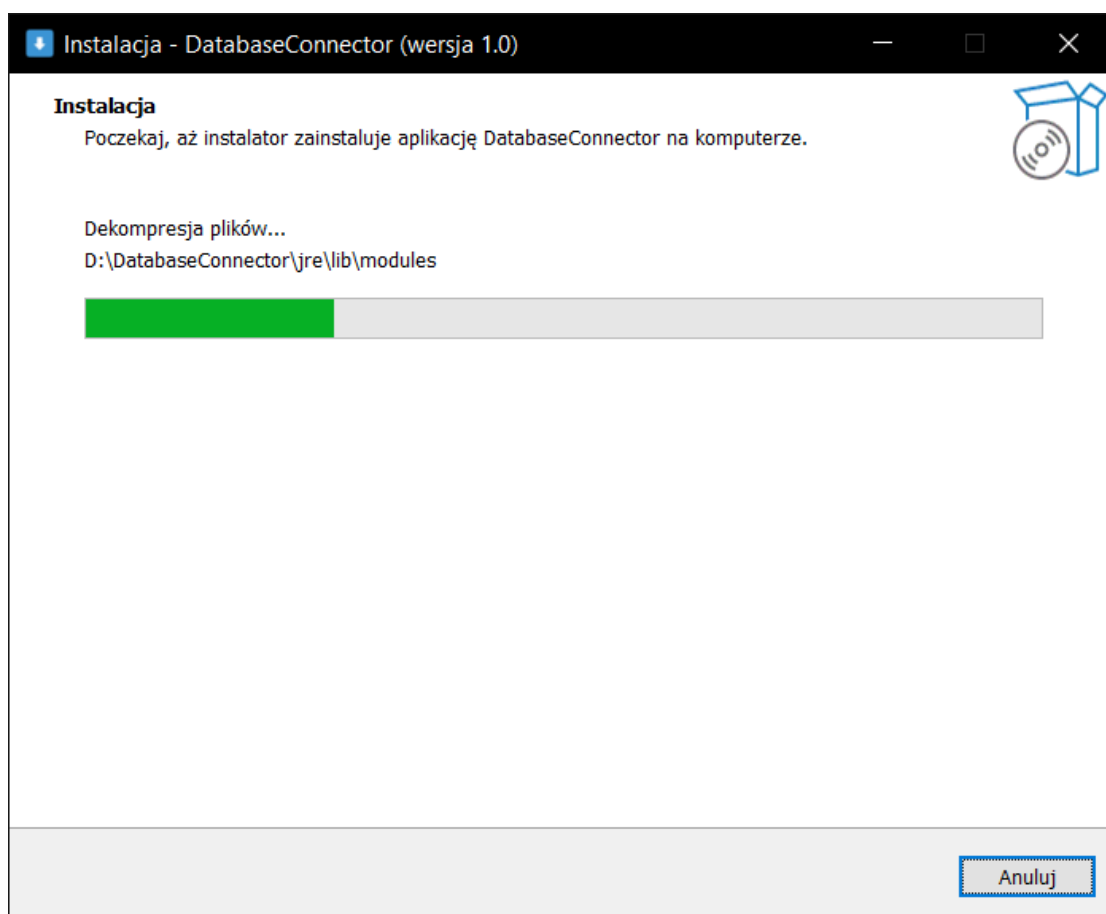 Instalacja - DatabaseConnector (wersja 1.0)
Instalacja
Poczekaj, aż instalator zainstaluje aplikację DatabaseConnector na komputerze.
Dekompresja plików...
D:\DatabaseConnector\jre\lib\modules
Anuluj